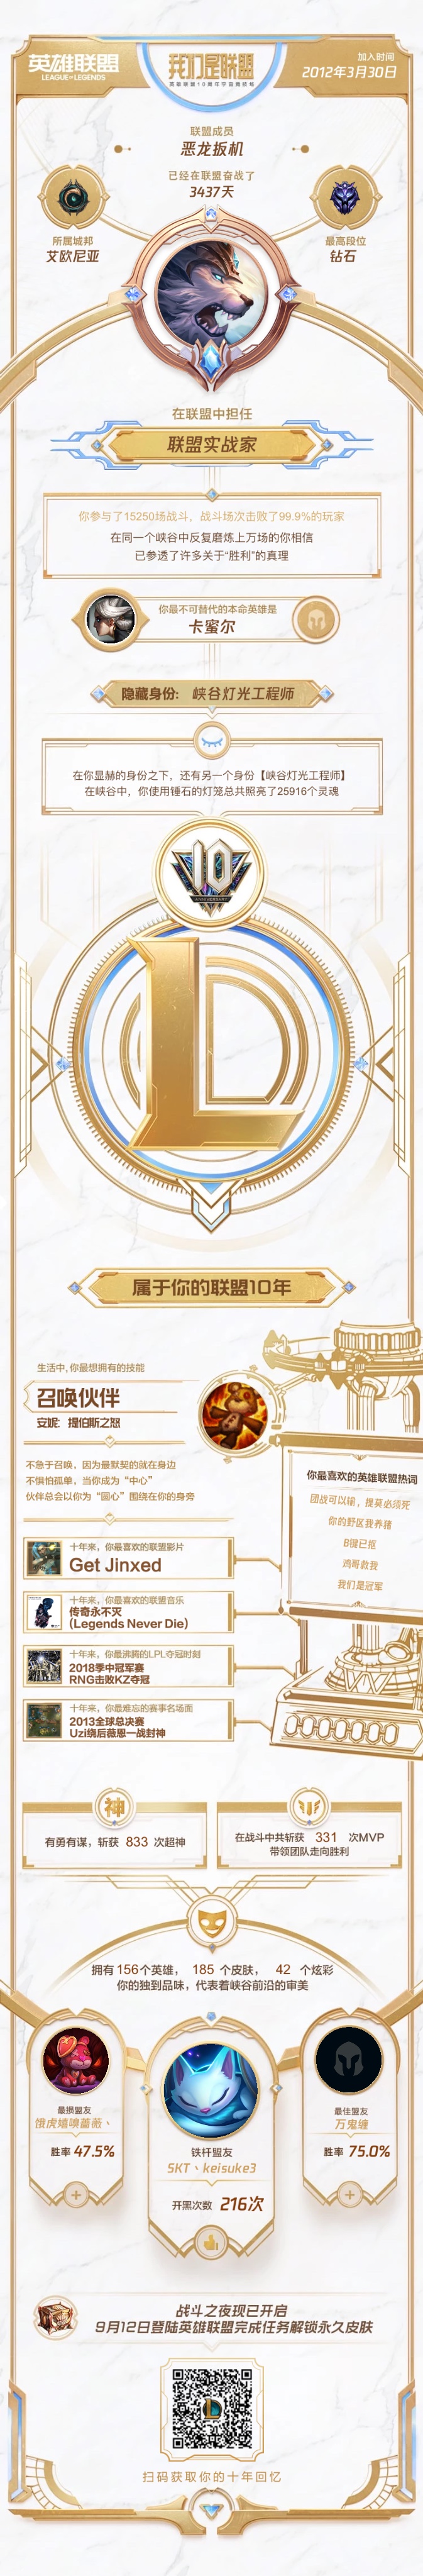 英雄联盟
LEAGUE OF LEGENDS
我们是联盟
英雄联盟10周年
加入时间
2012年3月30日
联盟成员
恶龙扳机
已经在联盟奋战了
3437天
所属城邦
艾欧尼亚
最高段位
钻石
在联盟中担任
联盟实战家
你参与了15250场战斗，战斗场次击败了99.9%的玩家
在同一个峡谷中反复磨炼上万场的你相信
已参透了许多关于“胜利”的真理
你最不可替代的本命英雄是
卡蜜尔
隐藏身份： 峡谷灯光工程师
在你显赫的身份之下，还有另一个身份【峡谷灯光工程师】
在峡谷中，你使用锤石的灯笼总共照亮了25916个灵魂
10
ANNIVERSARY
属于你的联盟10年
生活中，你最想拥有的技能
召唤伙伴
安妮：提伯斯之怒
不急于召唤，因为最默契的就在身边
不惧怕孤单，当你成为“中心”
伙伴总会以你为“圆心”围绕在你的身旁
你最喜欢的英雄联盟热词
团战可以输，提莫必须死
你的野区我养猪
B键已抠
鸡哥救我
我们是冠军
十年来，你最喜欢的联盟影片
Get Jinxed
十年来，你最喜欢的联盟音乐
传奇永不灭
（Legends Never Die）
十年来，你最沸腾的LPL夺冠时刻
2018季中冠军赛
RNG击败KZ夺冠
十年来，你最难忘的赛事名场面
2013全球总决赛
Uzi绕后薇恩一战封神
神
有勇有谋，斩获 833 次超神
在战斗中共斩获 331 次MVP
带领团队走向胜利
拥有156个英雄， 185 个皮肤， 42 个炫彩
你的独到品味，代表着峡谷前沿的审美
最损盟友
饿虎嬉嗅蔷薇丶
胜率 47.5%
铁杆盟友
SKT丶keisuke3
开黑次数 216次
最佳盟友
万鬼缠
胜率 75.0%
战斗之夜现已开启
9月12日登陆英雄联盟完成任务解锁永久皮肤
扫码获取你的十年回忆